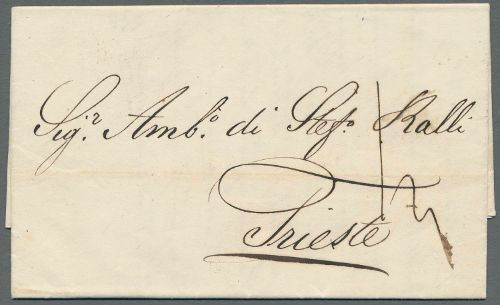 Sig.r Amb.o di Stef.o Ralli
Trieste